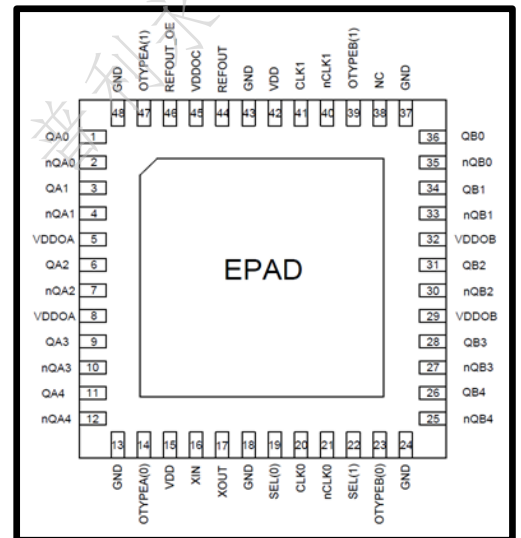 GND OTYPEA(1) REFOUT_OE VDDOC REFOUT GND VDD CLK1 nCLK1 OTYPEB(1) NC GND
48 47 46 45 44 43 42 41 40 39 38 37
QA0 1 36 QB0
nQA0 2 35 nQB0
QA1 3 34 QB1
nQA1 4 33 nQB1
VDDOA 5 32 VDDOB
QA2 6 31 QB2
nQA2 7 30 nQB2
VDDOA 8 29 VDDOB
QA3 9 28 QB3
nQA3 10 27 nQB3
QA4 11 26 QB4
nQA4 12 25 nQB4
EPAD
13 14 15 16 17 18 19 20 21 22 23 24
GND OTYPEA(0) VDD XIN XOUT GND SEL(0) CLK0 nCLK0 SEL(1) OTYPEB(0) GND